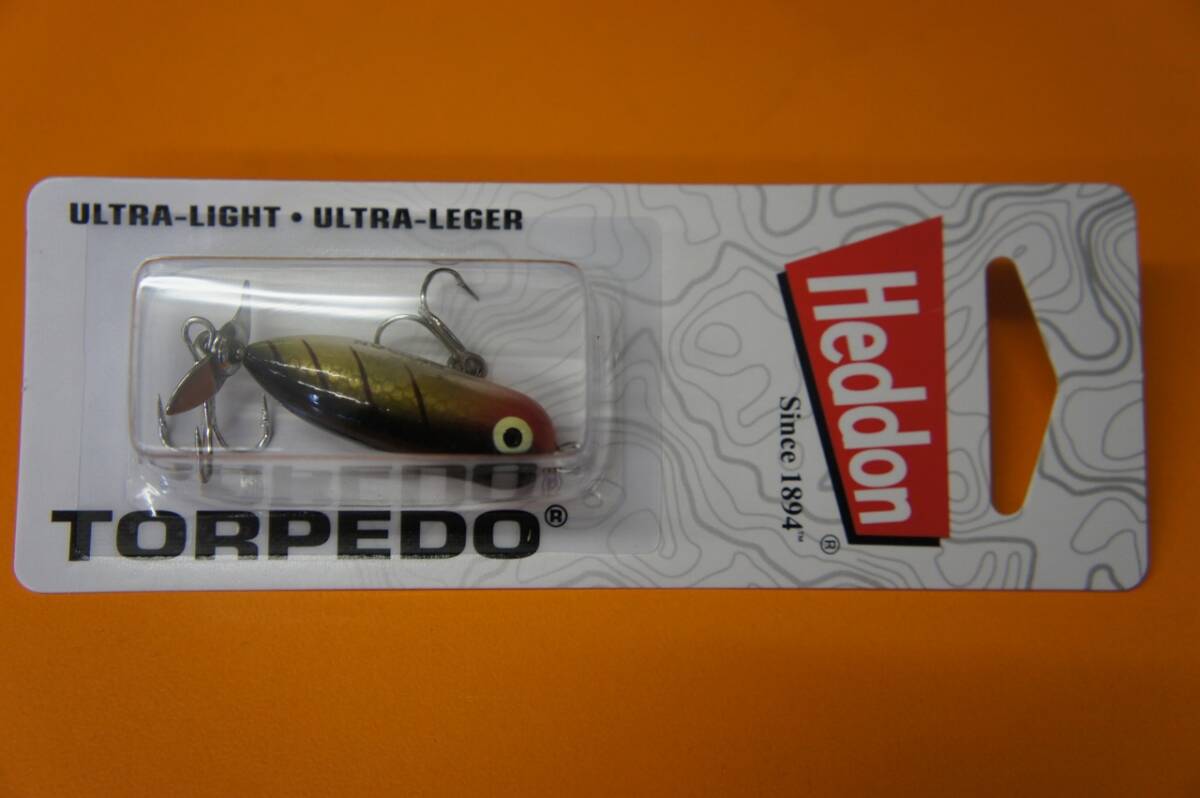 ULTRA-LIGHT • ULTRA-LEGER
TORPEDO®
Heddon®
Since 1894™